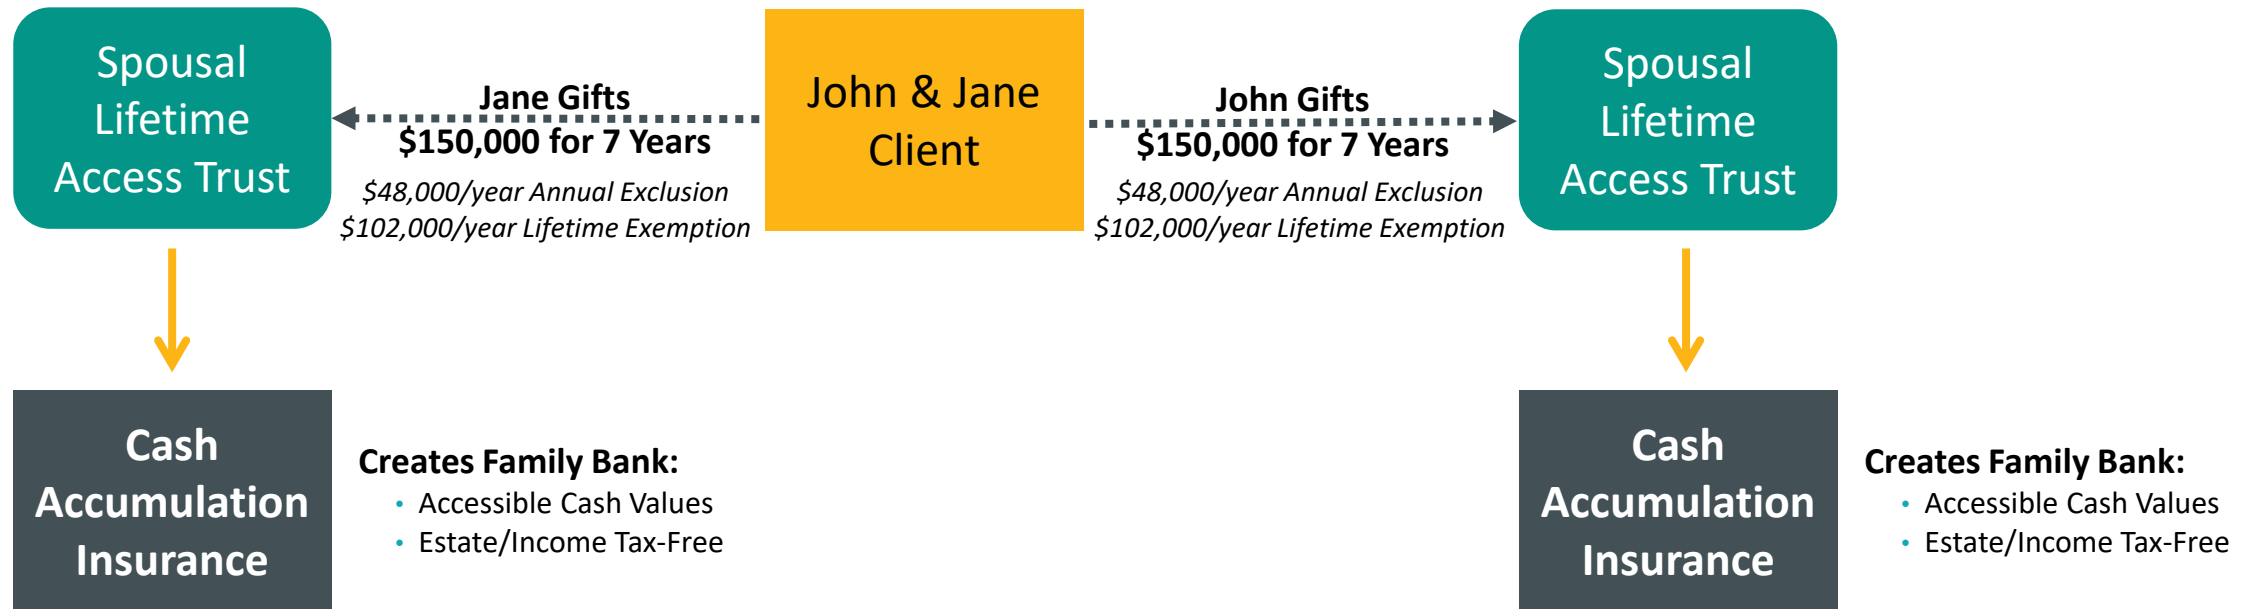 Spousal
Lifetime
Access Trust
Jane Gifts
$150,000 for 7 Years
$48,000/year Annual Exclusion
$102,000/year Lifetime Exemption
John & Jane
Client
John Gifts
$150,000 for 7 Years
$48,000/year Annual Exclusion
$102,000/year Lifetime Exemption
Spousal
Lifetime
Access Trust
Cash
Accumulation
Insurance
Creates Family Bank:
• Accessible Cash Values
• Estate/Income Tax-Free
Cash
Accumulation
Insurance
Creates Family Bank:
• Accessible Cash Values
• Estate/Income Tax-Free